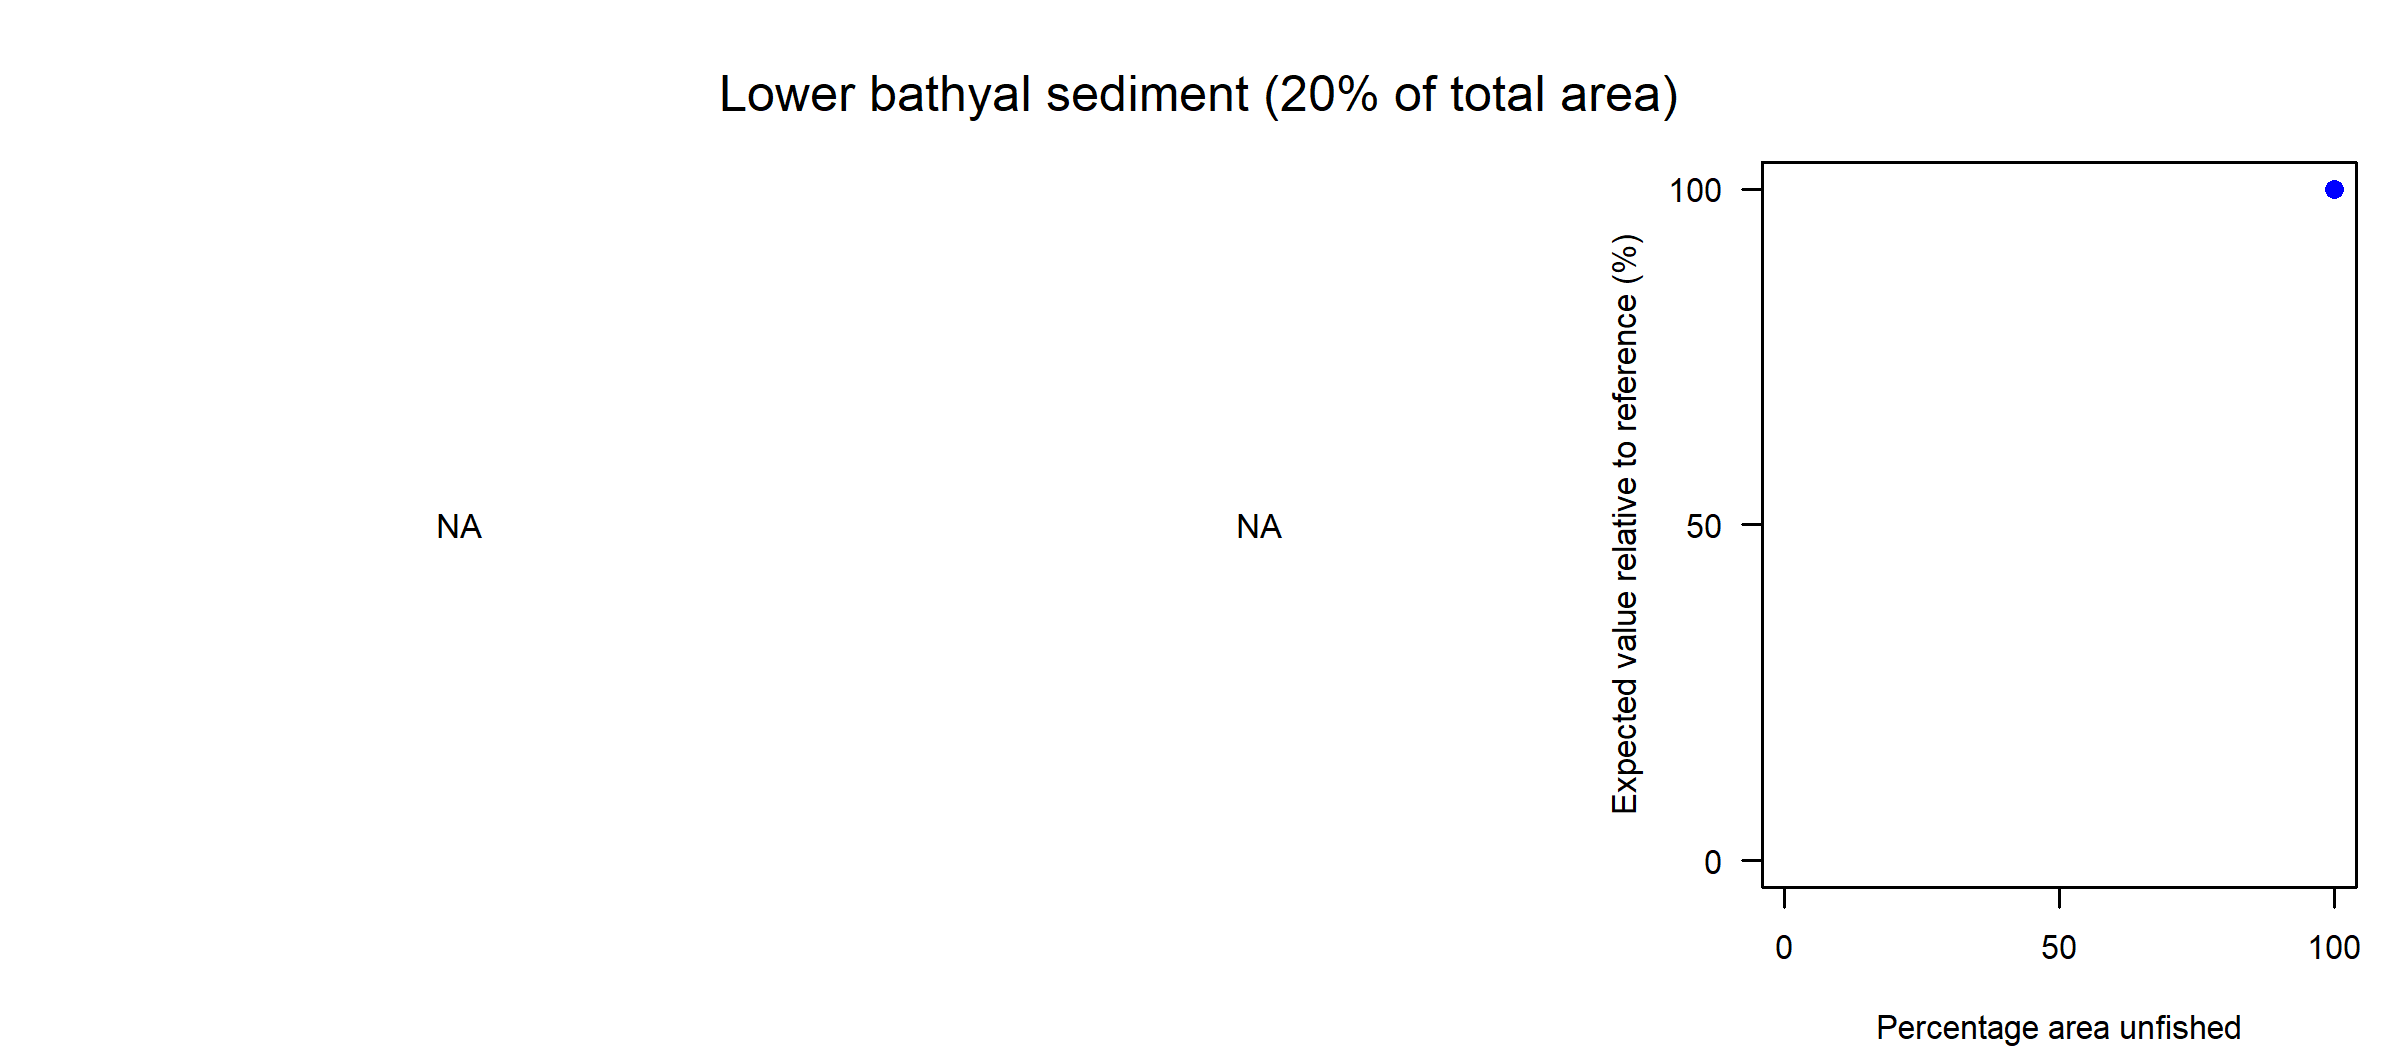 Lower bathyal sediment (20% of total area)
NA
NA
Expected value relative to reference (%)
100
50
0
0 50 100
Percentage area unfished